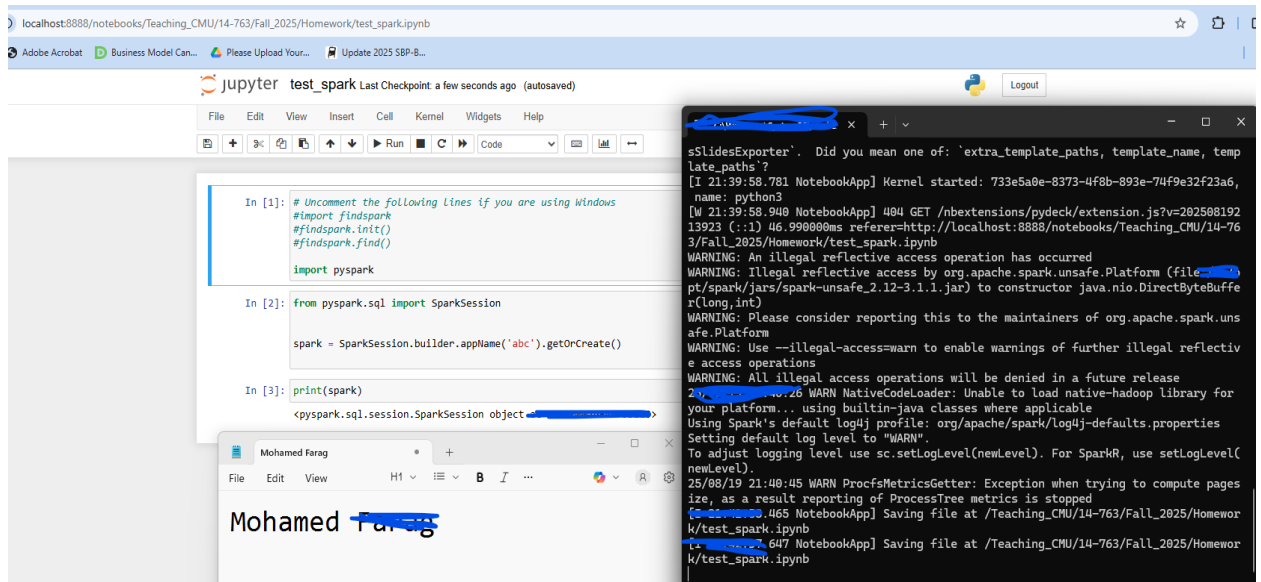 localhost:8888/notebooks/Teaching_CMU/14-763/Fall_2025/Homework/test_spark.ipynb
Adobe Acrobat Business Model Can... Please Upload Your... Update 2025 SBP-B...
jupyter test_spark Last Checkpoint: a few seconds ago (autosaved)
Logout
File Edit View Insert Cell Kernel Widgets Help
Run Code
In [1]: # Uncomment the following lines if you are using Windows
#import findspark
#findspark.init()
#findspark.find()
import pyspark
In [2]: from pyspark.sql import SparkSession
spark = SparkSession.builder.appName('abc').getOrCreate()
In [3]: print(spark)
<pyspark.sql.session.SparkSession object >
Mohamed Farag
File Edit View H1 B I ...
Mohamed
sSlidesExporter`. Did you mean one of: `extra_template_paths, template_name, temp
late_paths`?
[I 21:39:58.781 NotebookApp] Kernel started: 733e5a0e-8373-4f8b-893e-74f9e32f23a6,
name: python3
[W 21:39:58.940 NotebookApp] 404 GET /nbextensions/pydeck/extension.js?v=202508192
13923 (::1) 46.990000ms referer=http://localhost:8888/notebooks/Teaching_CMU/14-76
3/Fall_2025/Homework/test_spark.ipynb
WARNING: An illegal reflective access operation has occurred
WARNING: Illegal reflective access by org.apache.spark.unsafe.Platform (file
pt/spark/jars/spark-unsafe_2.12-3.1.1.jar) to constructor java.nio.DirectByteBuffe
r(long,int)
WARNING: Please consider reporting this to the maintainers of org.apache.spark.uns
afe.Platform
WARNING: Use --illegal-access=warn to enable warnings of further illegal reflectiv
e access operations
WARNING: All illegal access operations will be denied in a future release
WARN NativeCodeLoader: Unable to load native-hadoop library for
your platform... using builtin-java classes where applicable
Using Spark's default log4j profile: org/apache/spark/log4j-defaults.properties
Setting default log level to "WARN".
To adjust logging level use sc.setLogLevel(newLevel). For SparkR, use setLogLevel(
newLevel).
25/08/19 21:40:45 WARN ProcfsMetricsGetter: Exception when trying to compute pages
ize, as a result reporting of ProcessTree metrics is stopped
.465 NotebookApp] Saving file at /Teaching_CMU/14-763/Fall_2025/Homewor
k/test_spark.ipynb
.647 NotebookApp] Saving file at /Teaching_CMU/14-763/Fall_2025/Homewor
k/test_spark.ipynb